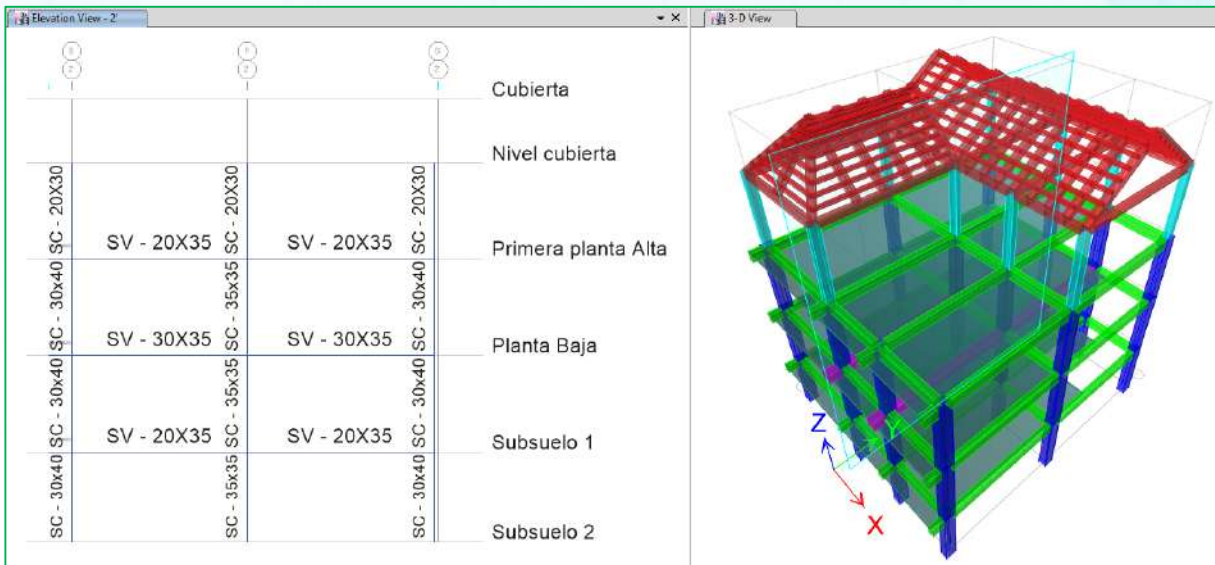 Elevation View - 2'
3-D View
Cubierta
Nivel cubierta
SC - 20X30
SC - 20X30
SC - 20X30
SV - 20X35
SV - 20X35
Primera planta Alta
SC - 30x40
SC - 35x35
SC - 30x40
SV - 30X35
SV - 30X35
Planta Baja
SC - 30x40
SC - 35x35
SC - 30x40
SV - 20X35
SV - 20X35
Subsuelo 1
SC - 30x40
SC - 35x35
SC - 30x40
Subsuelo 2
Z
Y
X